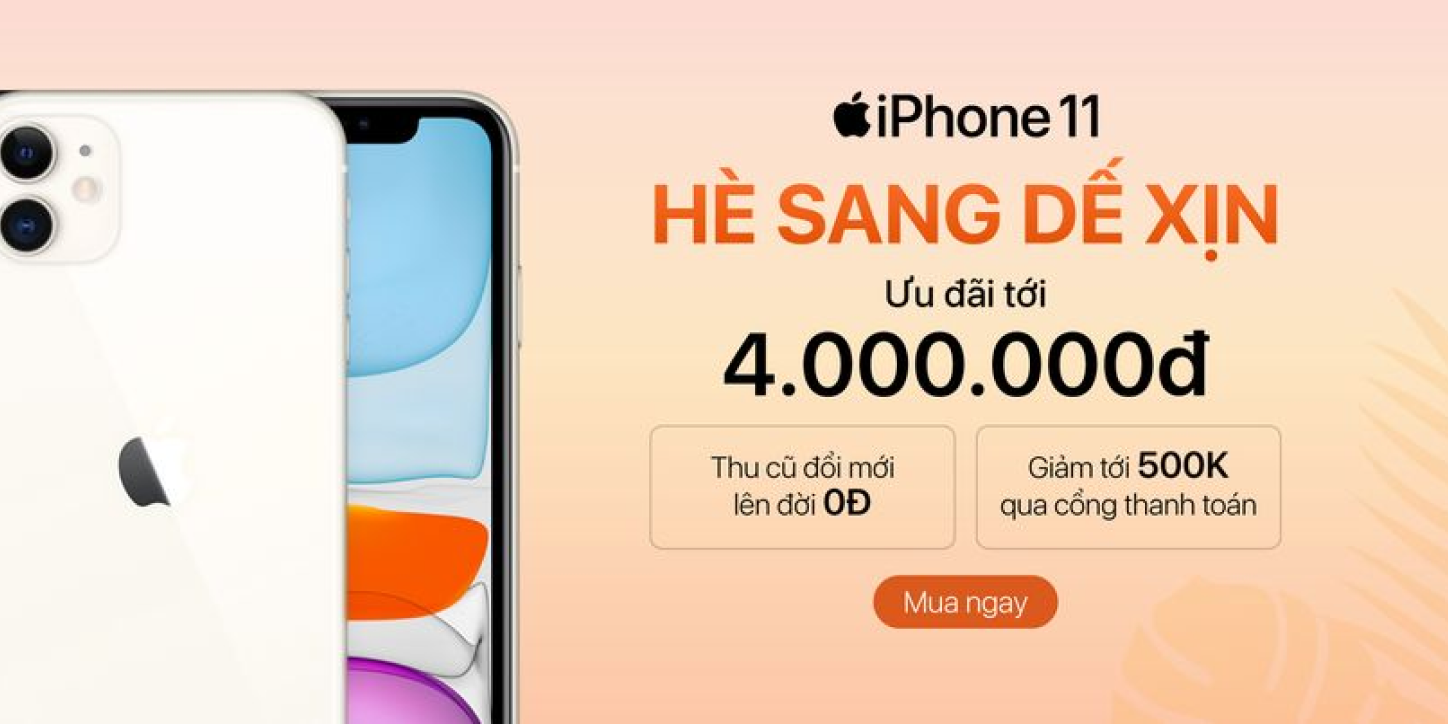 iPhone 11
HÈ SANG DẾ XỊN
Ưu đãi tới
4.000.000đ
Thu cũ đổi mới
lên đời 0Đ
Giảm tới 500K
qua cổng thanh toán
Mua ngay